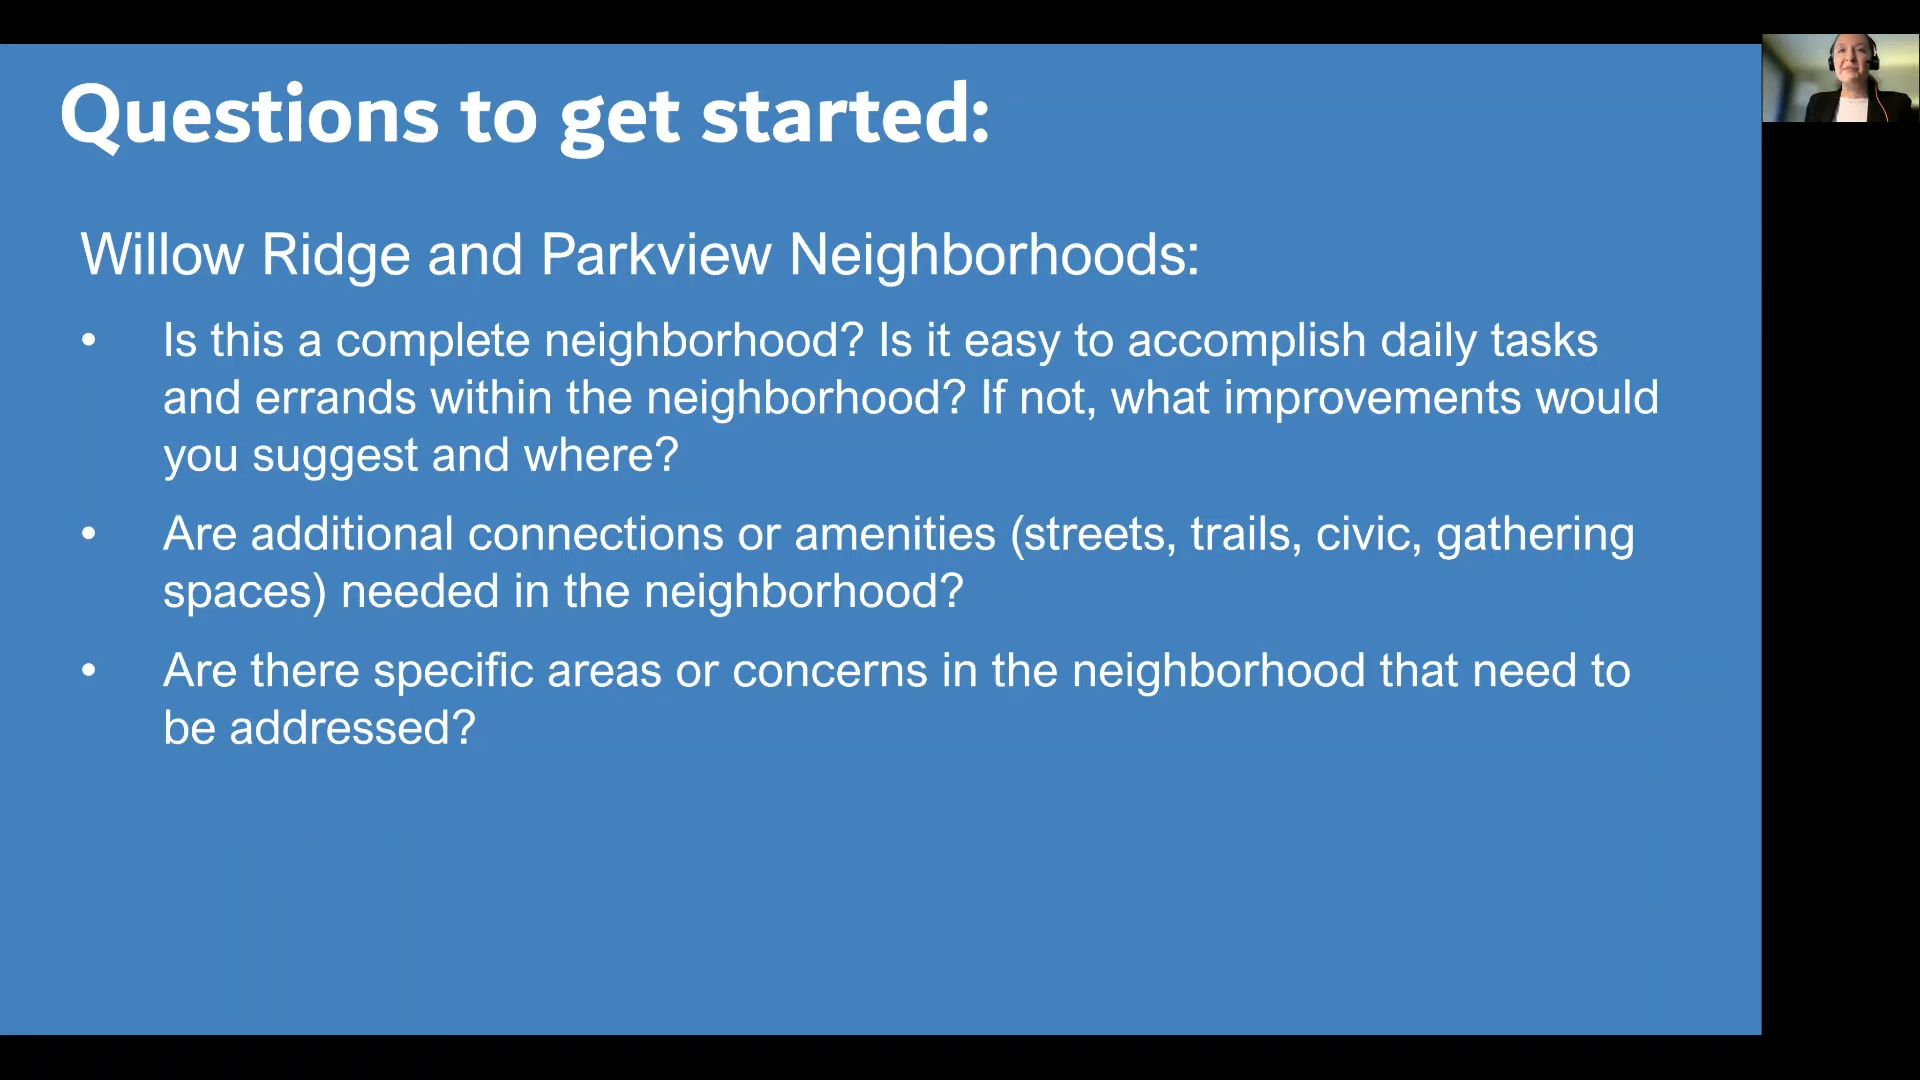 Questions to get started:
Willow Ridge and Parkview Neighborhoods:
• Is this a complete neighborhood? Is it easy to accomplish daily tasks
and errands within the neighborhood? If not, what improvements would
you suggest and where?
• Are additional connections or amenities (streets, trails, civic, gathering
spaces) needed in the neighborhood?
• Are there specific areas or concerns in the neighborhood that need to
be addressed?